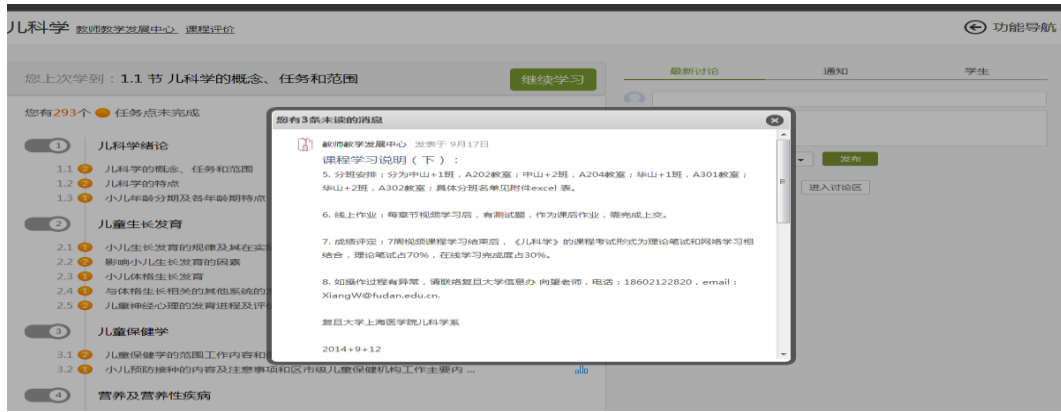 儿科学 教师教学发展中心 课程评价
功能导航
您上次学到：1.1 节 儿科学的概念、任务和范围
继续学习
最新讨论 通知 学生
您有293个 任务点未完成
1 儿科学绪论
1.1 2 儿科学的概念、任务和范围
1.2 2 儿科学的特点
1.3 1 小儿年龄分期及各年龄期特点
2 儿童生长发育
2.1 1 小儿生长发育的规律及其在实
2.2 2 影响小儿生长发育的因素
2.3 1 小儿体格生长发育
2.4 1 与体格生长相关的其他系统的
2.5 2 儿童神经心理的发育进程及评
3 儿童保健学
3.1 2 儿童保健学的范围工作内容和
3.2 1 小儿预防接种的内容及注意事项和区市级儿童保健机构工作主要内 ...
4 营养及营养性疾病
您有3条未读的消息
教师教学发展中心 发表于 9月17日
课程学习说明（下）：
5. 分班安排：分为中山+1班，A202教室；中山+2班，A204教室；华山+1班，A301教室；
华山+2班，A302教室；具体分班名单见附件excel 表。
6. 线上作业：每章节视频学习后，有测试题，作为课后作业，需完成上交。
7. 成绩评定：7周视频课程学习结束后，《儿科学》的课程考试形式为理论笔试和网络学习相
结合，理论笔试占70%，在线学习完成度占30%。
8. 如操作过程有异常，请联络复旦大学信息办 向望老师，电话：18602122820，email：
XiangW@fudan.edu.cn.
复旦大学上海医学院儿科学系
2014+9+12
发布
进入讨论区